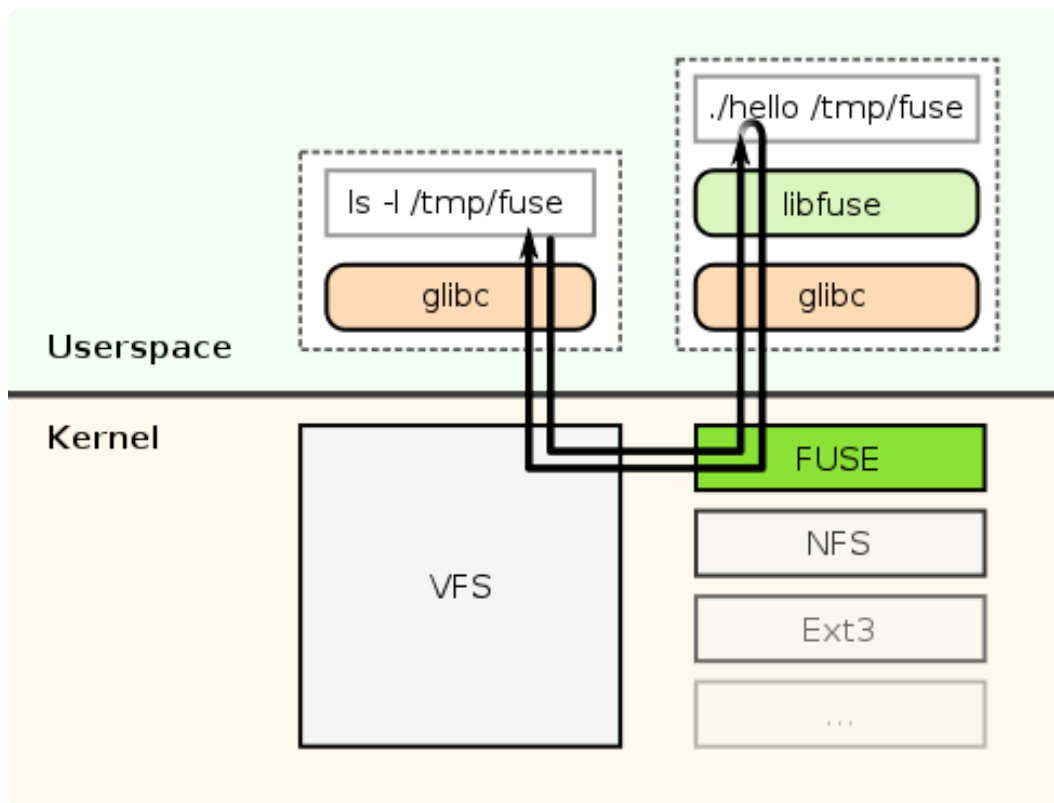 ./hello /tmp/fuse
ls -l /tmp/fuse
libfuse
glibc
glibc
Userspace
Kernel
FUSE
NFS
VFS
Ext3
...